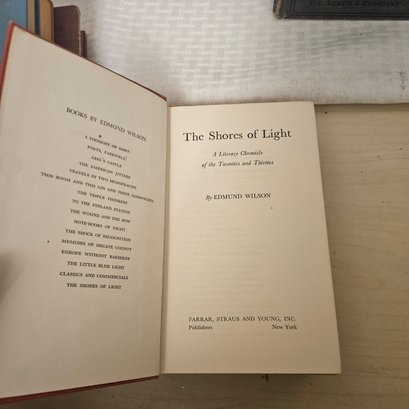 D.C. HEATH & COMPANY
BOOKS BY EDMUND WILSON
I THOUGHT OF DAISY
POETS, FAREWELL!
AXEL'S CASTLE
THE AMERICAN JITTERS
TRAVELS IN TWO DEMOCRACIES
THIS ROOM AND THIS GIN AND THESE SANDWICHES
THE TRIPLE THINKERS
TO THE FINLAND STATION
THE WOUND AND THE BOW
NOTE-BOOKS OF NIGHT
THE SHOCK OF RECOGNITION
MEMOIRS OF HECATE COUNTY
EUROPE WITHOUT BAEDEKER
THE LITTLE BLUE LIGHT
CLASSICS AND COMMERCIALS
THE SHORES OF LIGHT
The Shores of Light
A Literary Chronicle
of the Twenties and Thirties
By EDMUND WILSON
FARRAR, STRAUS AND YOUNG, INC.
Publishers New York